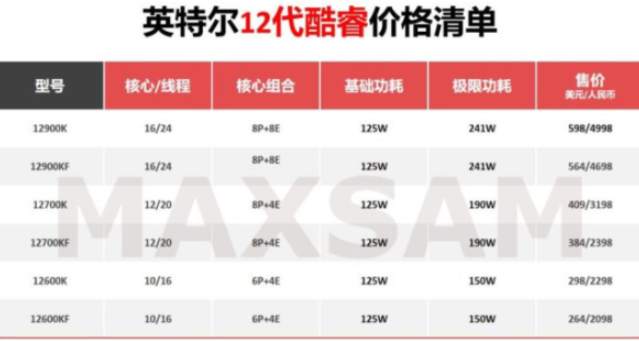 英特尔12代酷睿价格清单
型号 核心/线程 核心组合 基础功耗 极限功耗 售价
美元/人民币
12900K 16/24 8P+8E 125W 241W 598/4998
12900KF 16/24 8P+8E 125W 241W 564/4698
12700K 12/20 8P+4E 125W 190W 409/3198
12700KF 12/20 8P+4E 125W 190W 384/2398
12600K 10/16 6P+4E 125W 150W 298/2298
12600KF 10/16 6P+4E 125W 150W 264/2098
MAXSAM